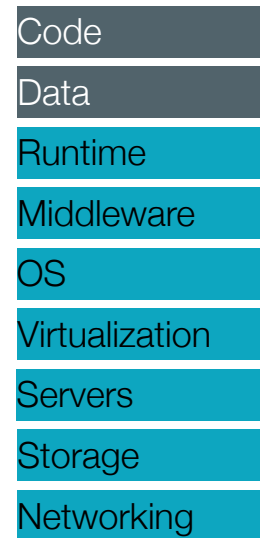 Code
Data
Runtime
Middleware
OS
Virtualization
Servers
Storage
Networking